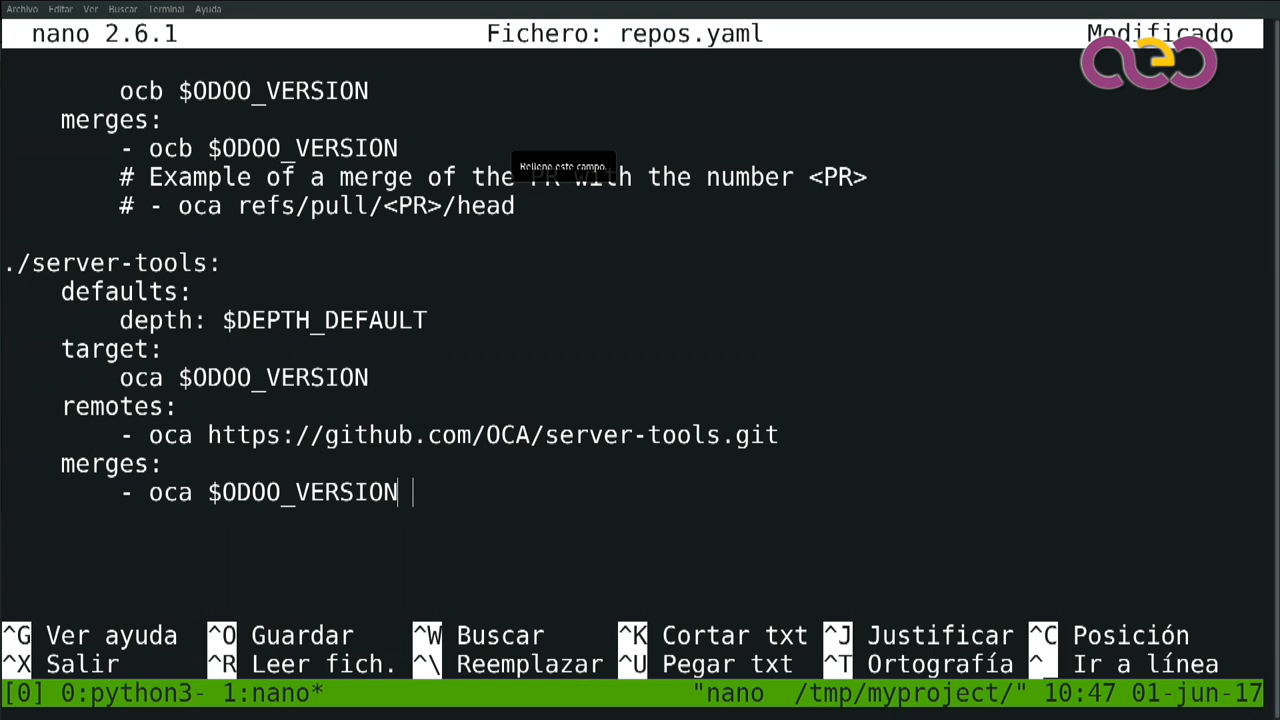 Archivo Editar Ver Buscar Terminal Ayuda
nano 2.6.1 Fichero: repos.yaml Modificado
aeo
ocb $ODOO_VERSION
merges:
- ocb $ODOO_VERSION
Rellene este campo.
# Example of a merge of the PR with the number <PR>
# - oca refs/pull/<PR>/head
./server-tools:
defaults:
depth: $DEPTH_DEFAULT
target:
oca $ODOO_VERSION
remotes:
- oca https://github.com/OCA/server-tools.git
merges:
- oca $ODOO_VERSION
^G Ver ayuda ^O Guardar ^W Buscar ^K Cortar txt ^J Justificar ^C Posición
^X Salir ^R Leer fich. ^\ Reemplazar ^U Pegar txt ^T Ortografía ^_ Ir a línea
[0] 0:python3- 1:nano* "nano /tmp/myproject/" 10:47 01-jun-17